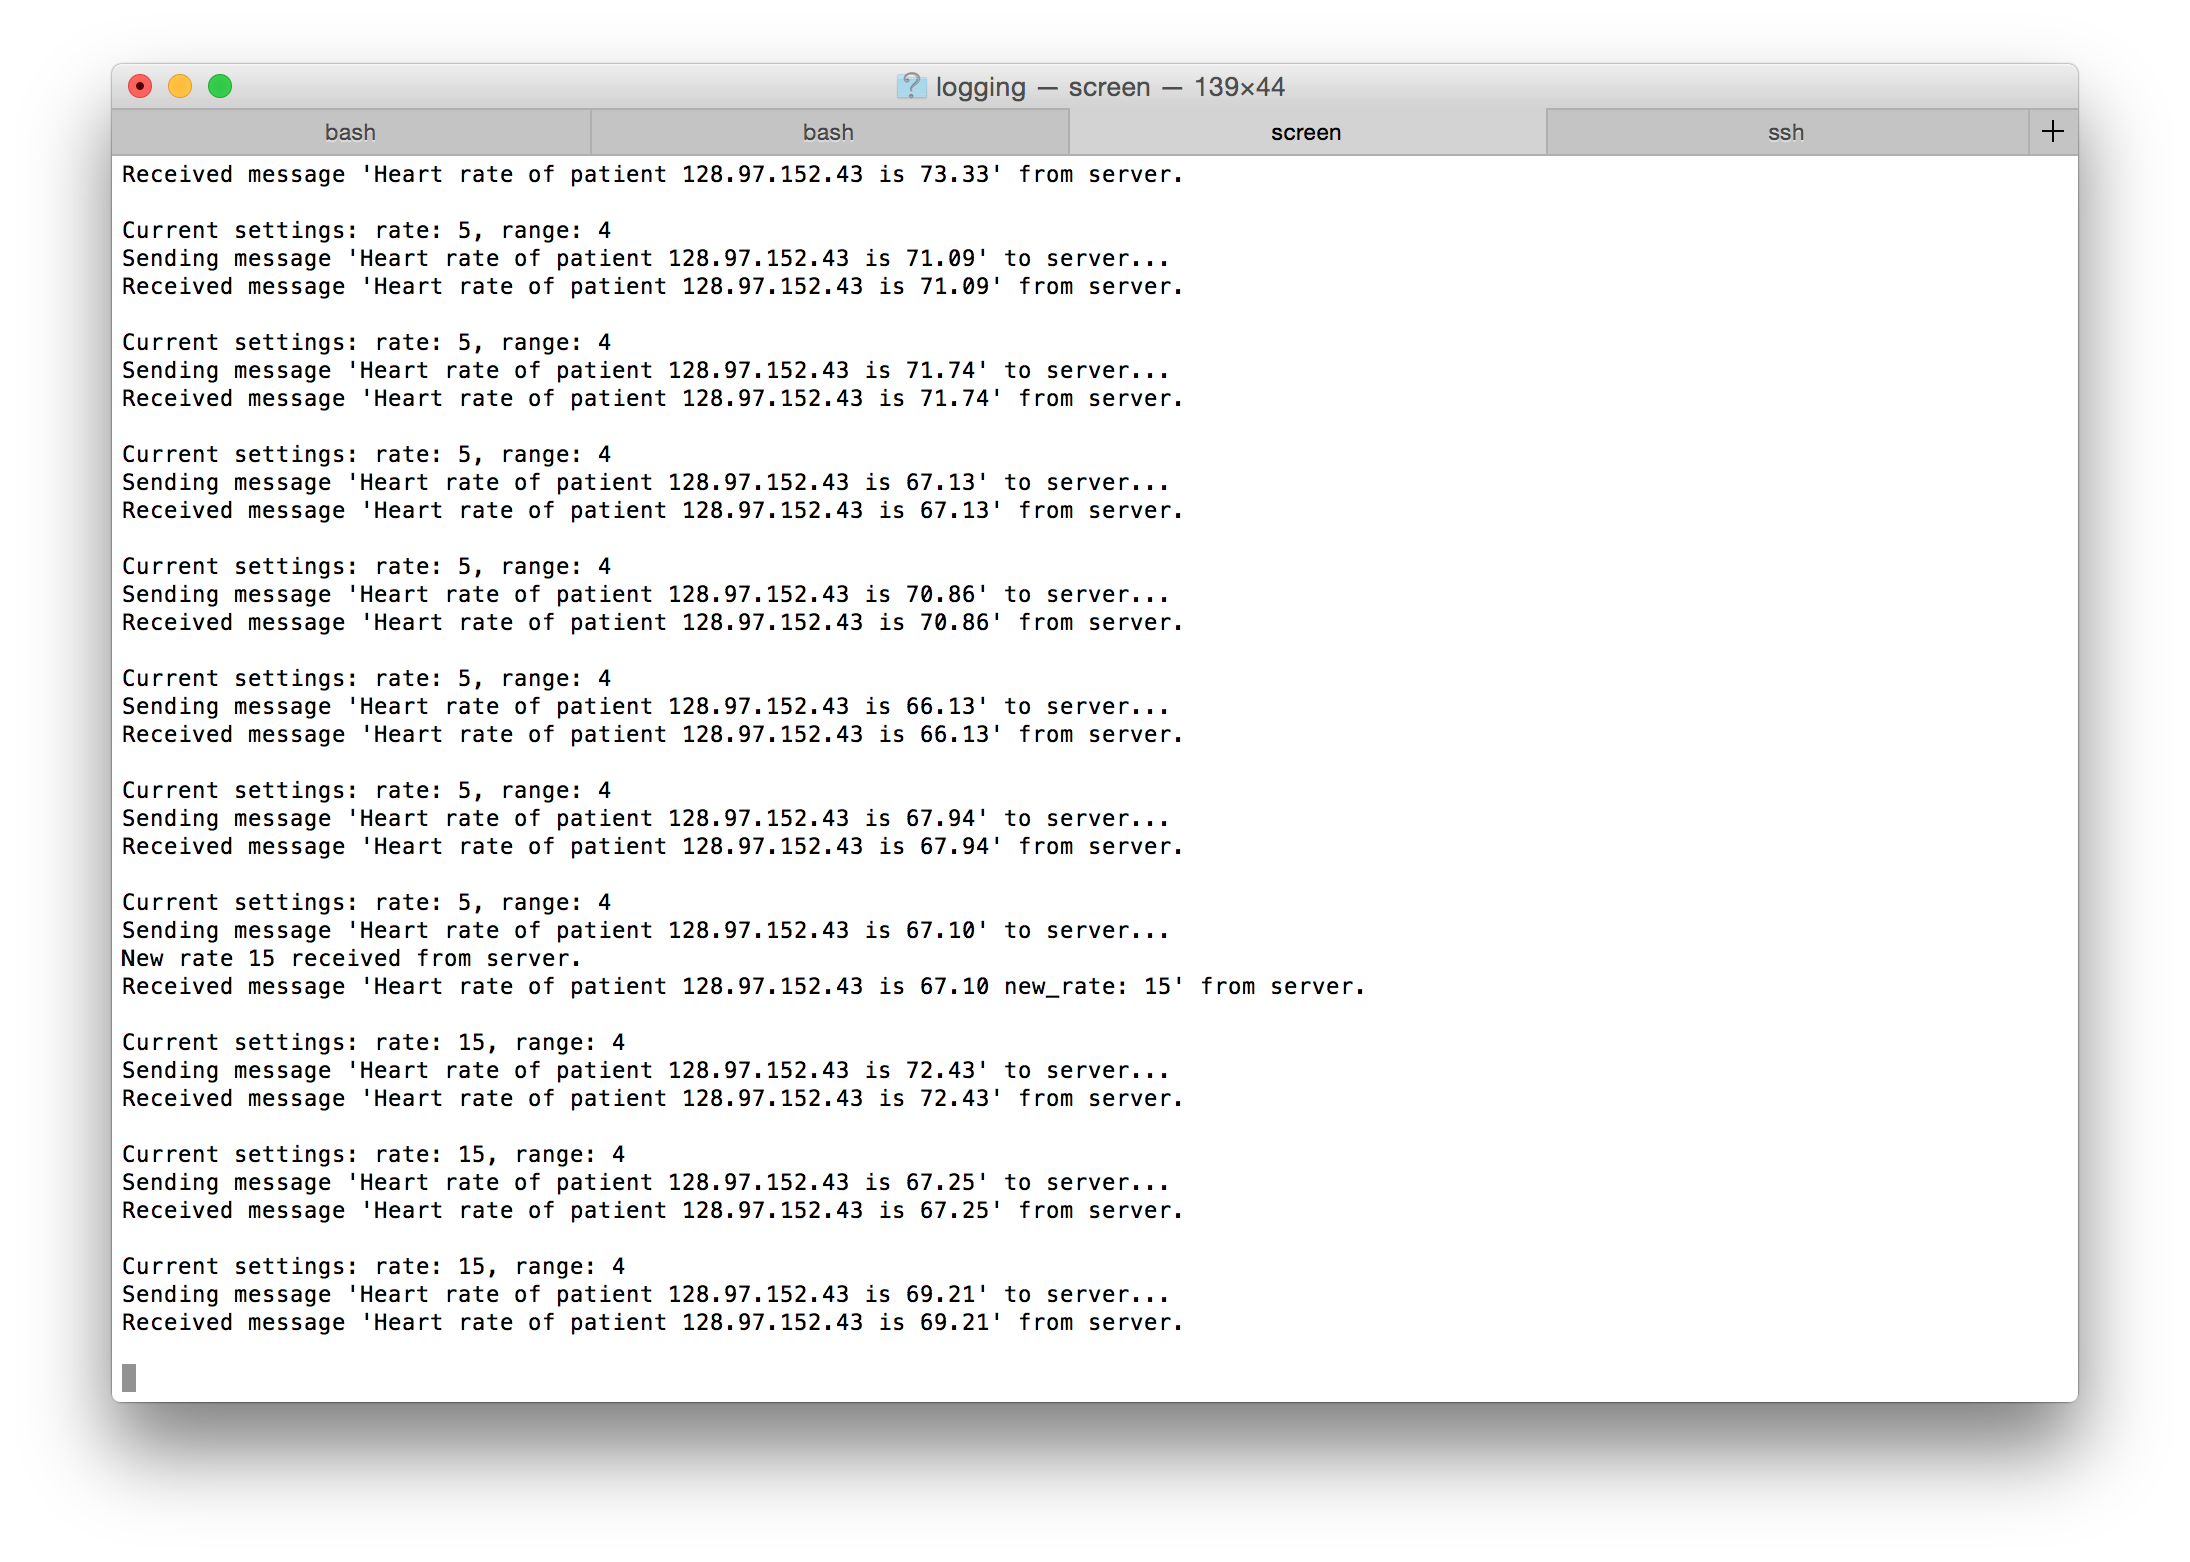 logging — screen — 139×44
bash bash screen ssh +
Received message 'Heart rate of patient 128.97.152.43 is 73.33' from server.
Current settings: rate: 5, range: 4
Sending message 'Heart rate of patient 128.97.152.43 is 71.09' to server...
Received message 'Heart rate of patient 128.97.152.43 is 71.09' from server.
Current settings: rate: 5, range: 4
Sending message 'Heart rate of patient 128.97.152.43 is 71.74' to server...
Received message 'Heart rate of patient 128.97.152.43 is 71.74' from server.
Current settings: rate: 5, range: 4
Sending message 'Heart rate of patient 128.97.152.43 is 67.13' to server...
Received message 'Heart rate of patient 128.97.152.43 is 67.13' from server.
Current settings: rate: 5, range: 4
Sending message 'Heart rate of patient 128.97.152.43 is 70.86' to server...
Received message 'Heart rate of patient 128.97.152.43 is 70.86' from server.
Current settings: rate: 5, range: 4
Sending message 'Heart rate of patient 128.97.152.43 is 66.13' to server...
Received message 'Heart rate of patient 128.97.152.43 is 66.13' from server.
Current settings: rate: 5, range: 4
Sending message 'Heart rate of patient 128.97.152.43 is 67.94' to server...
Received message 'Heart rate of patient 128.97.152.43 is 67.94' from server.
Current settings: rate: 5, range: 4
Sending message 'Heart rate of patient 128.97.152.43 is 67.10' to server...
New rate 15 received from server.
Received message 'Heart rate of patient 128.97.152.43 is 67.10 new_rate: 15' from server.
Current settings: rate: 15, range: 4
Sending message 'Heart rate of patient 128.97.152.43 is 72.43' to server...
Received message 'Heart rate of patient 128.97.152.43 is 72.43' from server.
Current settings: rate: 15, range: 4
Sending message 'Heart rate of patient 128.97.152.43 is 67.25' to server...
Received message 'Heart rate of patient 128.97.152.43 is 67.25' from server.
Current settings: rate: 15, range: 4
Sending message 'Heart rate of patient 128.97.152.43 is 69.21' to server...
Received message 'Heart rate of patient 128.97.152.43 is 69.21' from server.